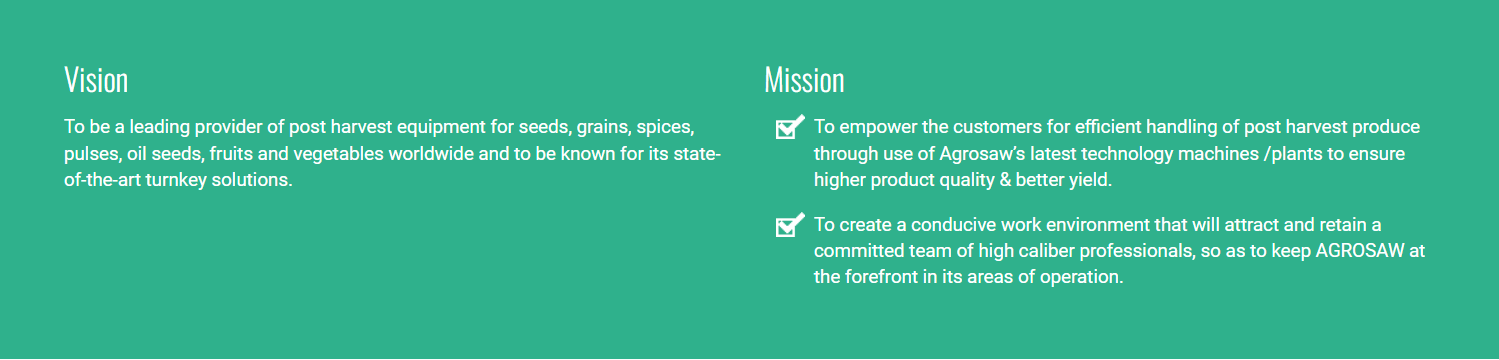 Vision
To be a leading provider of post harvest equipment for seeds, grains, spices,
pulses, oil seeds, fruits and vegetables worldwide and to be known for its state-
of-the-art turnkey solutions.
Mission
To empower the customers for efficient handling of post harvest produce
through use of Agrosaw's latest technology machines /plants to ensure
higher product quality & better yield.
To create a conducive work environment that will attract and retain a
committed team of high caliber professionals, so as to keep AGROSAW at
the forefront in its areas of operation.